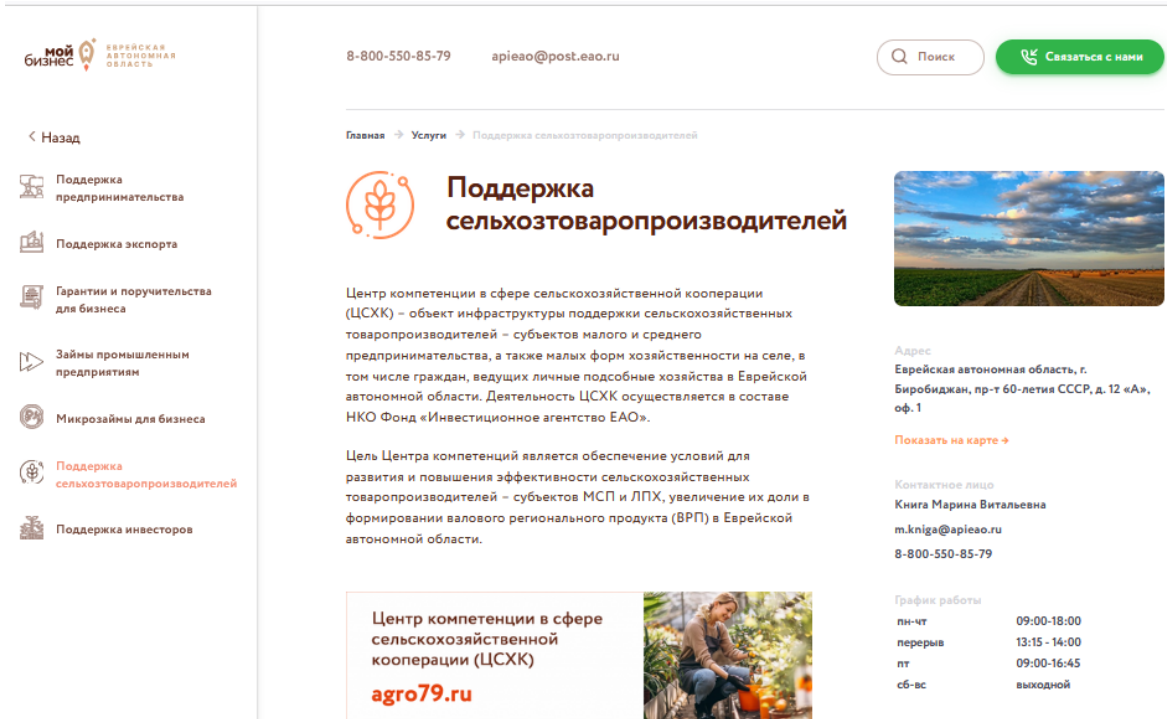 мой
бизнес
ЕВРЕЙСКАЯ
АВТОНОМНАЯ
ОБЛАСТЬ
8-800-550-85-79
apieao@post.eao.ru
Поиск
Связаться с нами
Назад
Поддержка
предпринимательства
Поддержка экспорта
Гарантии и поручительства
для бизнеса
Займы промышленным
предприятиям
Микрозаймы для бизнеса
Поддержка
сельхозтоваропроизводителей
Поддержка инвесторов
Главная → Услуги → Поддержка сельхозтоваропроизводителей
Поддержка
сельхозтоваропроизводителей
Центр компетенции в сфере сельскохозяйственной кооперации
(ЦСХК) – объект инфраструктуры поддержки сельскохозяйственных
товаропроизводителей – субъектов малого и среднего
предпринимательства, а также малых форм хозяйственности на селе, в
том числе граждан, ведущих личные подсобные хозяйства в Еврейской
автономной области. Деятельность ЦСХК осуществляется в составе
НКО Фонд «Инвестиционное агентство ЕАО».
Цель Центра компетенций является обеспечение условий для
развития и повышения эффективности сельскохозяйственных
товаропроизводителей – субъектов МСП и ЛПХ, увеличение их доли в
формировании валового регионального продукта (ВРП) в Еврейской
автономной области.
Центр компетенции в сфере
сельскохозяйственной
кооперации (ЦСХК)
agro79.ru
Адрес
Еврейская автономная область, г.
Биробиджан, пр-т 60-летия СССР, д. 12 «А»,
оф. 1
Показать на карте →
Контактное лицо
Книга Марина Витальевна
m.kniga@apieao.ru
8-800-550-85-79
График работы
пн-чт 09:00-18:00
перерыв 13:15 - 14:00
пт 09:00-16:45
сб-вс выходной